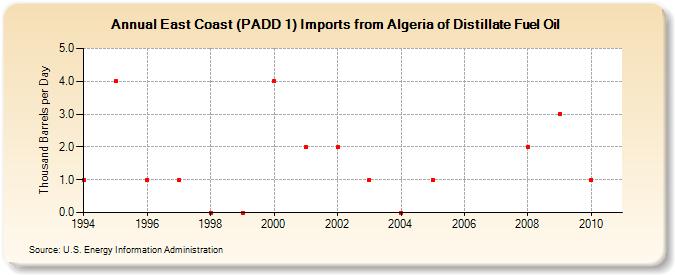 Annual East Coast (PADD 1) Imports from Algeria of Distillate Fuel Oil
Thousand Barrels per Day
5.0
4.0
3.0
2.0
1.0
0.0
1994 1996 1998 2000 2002 2004 2006 2008 2010
Source: U.S. Energy Information Administration